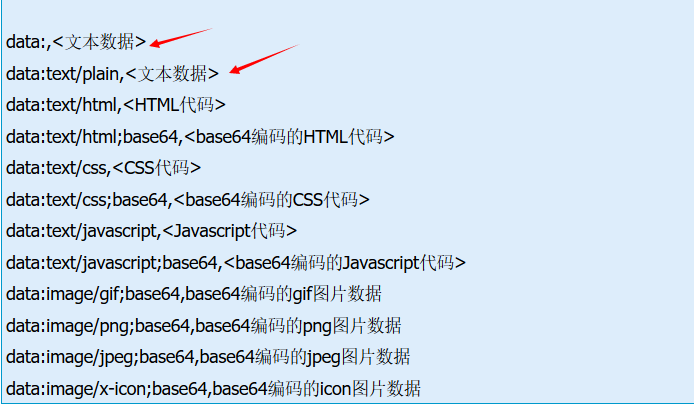 data:,<文本数据>
data:text/plain,<文本数据>
data:text/html,<HTML代码>
data:text/html;base64,<base64编码的HTML代码>
data:text/css,<CSS代码>
data:text/css;base64,<base64编码的CSS代码>
data:text/javascript,<Javascript代码>
data:text/javascript;base64,<base64编码的Javascript代码>
data:image/gif;base64,base64编码的gif图片数据
data:image/png;base64,base64编码的png图片数据
data:image/jpeg;base64,base64编码的jpeg图片数据
data:image/x-icon;base64,base64编码的icon图片数据